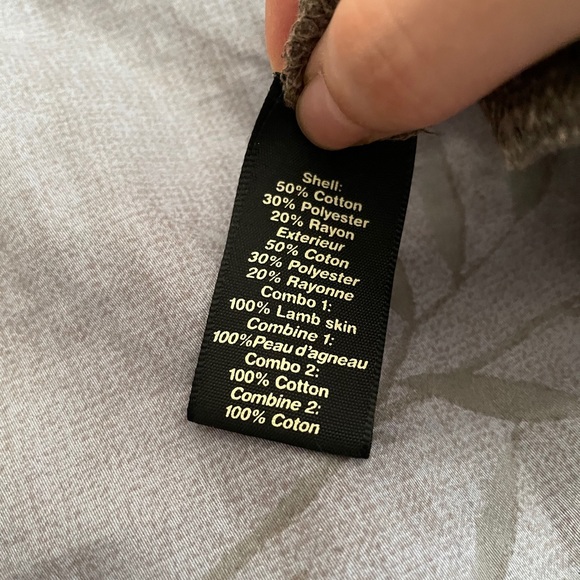 Shell:
50% Cotton
30% Polyester
20% Rayon
Exterieur
50% Coton
30% Polyester
20% Rayonne
Combo 1:
100% Lamb skin
Combine 1:
100%Peau d'agneau
Combo 2:
100% Cotton
Combine 2:
100% Coton